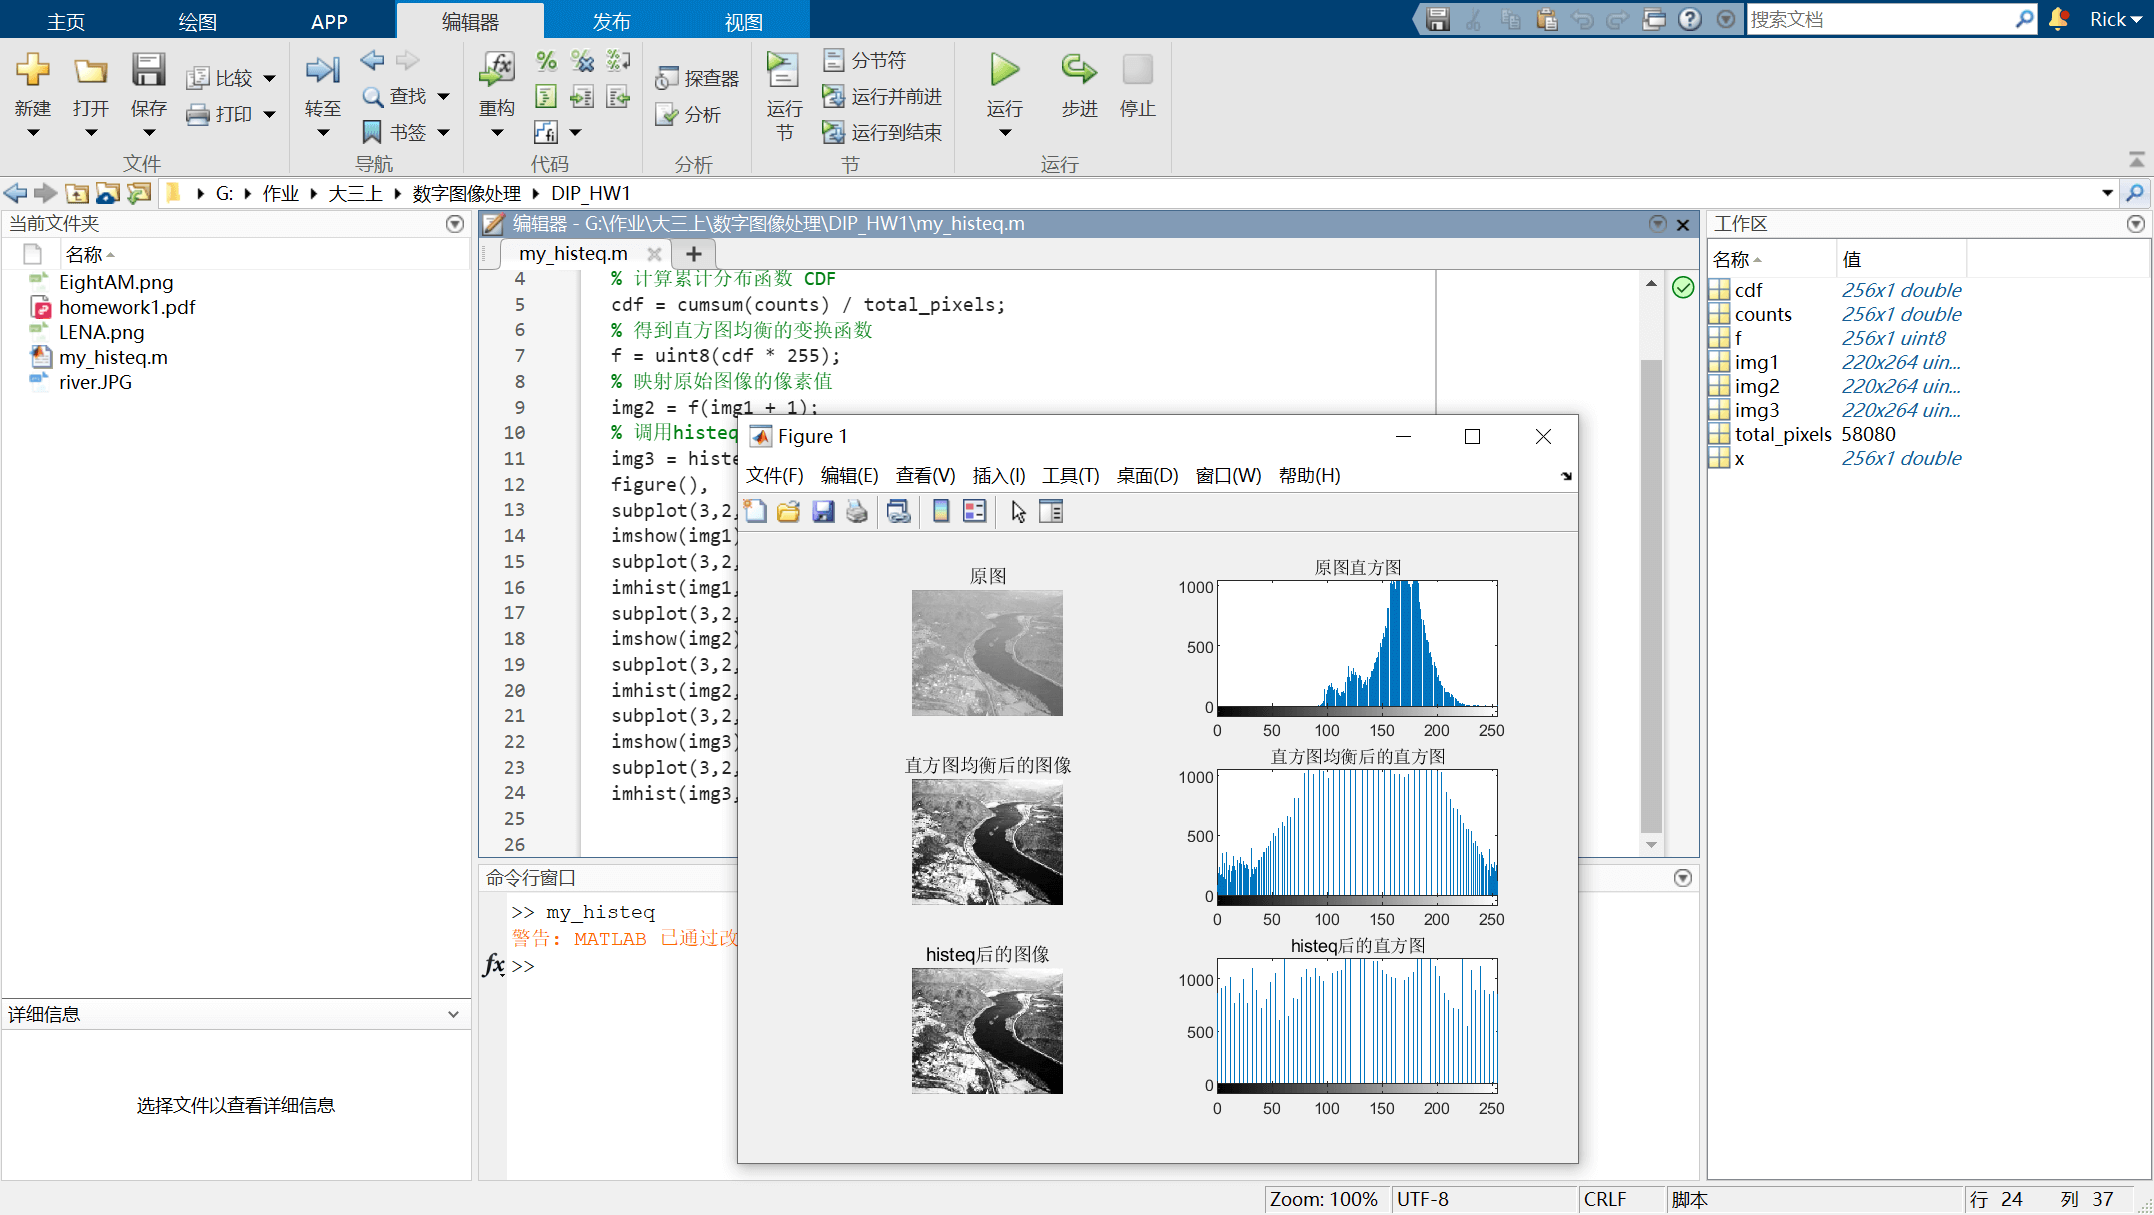 主页 绘图 APP 编辑器 发布 视图 搜索文档 Rick
新建 打开 保存 比较 打印 转至 查找 书签 重构 探查器 分析 运行节 分节符 运行并前进 运行到结束 运行 步进 停止
文件 导航 代码 分析 节 运行
G: 作业 大三上 数字图像处理 DIP_HW1
当前文件夹
名称
EightAM.png
homework1.pdf
LENA.png
my_histeq.m
river.JPG
详细信息
选择文件以查看详细信息
编辑器 - G:\作业\大三上\数字图像处理\DIP_HW1\my_histeq.m
my_histeq.m
4 % 计算累计分布函数 CDF
5 cdf = cumsum(counts) / total_pixels;
6 % 得到直方图均衡的变换函数
7 f = uint8(cdf * 255);
8 % 映射原始图像的像素值
9 img2 = f(img1 + 1);
10 % 调用histeq
11 img3 = histe
12 figure(),
13 subplot(3,2,
14 imshow(img1)
15 subplot(3,2,
16 imhist(img1,
17 subplot(3,2,
18 imshow(img2)
19 subplot(3,2,
20 imhist(img2,
21 subplot(3,2,
22 imshow(img3)
23 subplot(3,2,
24 imhist(img3,
25
26
命令行窗口
>> my_histeq
警告: MATLAB 已通过改
fx >>
Figure 1
文件(F) 编辑(E) 查看(V) 插入(I) 工具(T) 桌面(D) 窗口(W) 帮助(H)
原图
原图直方图
1000
500
0
0 50 100 150 200 250
直方图均衡后的图像
直方图均衡后的直方图
1000
500
0
0 50 100 150 200 250
histeq后的图像
histeq后的直方图
1000
500
0
0 50 100 150 200 250
工作区
名称 值
cdf 256x1 double
counts 256x1 double
f 256x1 uint8
img1 220x264 uin...
img2 220x264 uin...
img3 220x264 uin...
total_pixels 58080
x 256x1 double
Zoom: 100% UTF-8 CRLF 脚本 行 24 列 37